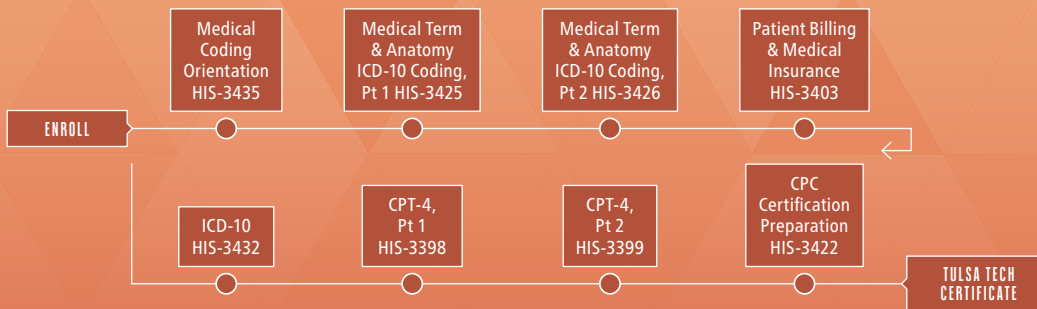 ENROLL
Medical
Coding
Orientation
HIS-3435
Medical Term
& Anatomy
ICD-10 Coding,
Pt 1 HIS-3425
Medical Term
& Anatomy
ICD-10 Coding,
Pt 2 HIS-3426
Patient Billing
& Medical
Insurance
HIS-3403
ICD-10
HIS-3432
CPT-4,
Pt 1
HIS-3398
CPT-4,
Pt 2
HIS-3399
CPC
Certification
Preparation
HIS-3422
TULSA TECH
CERTIFICATE